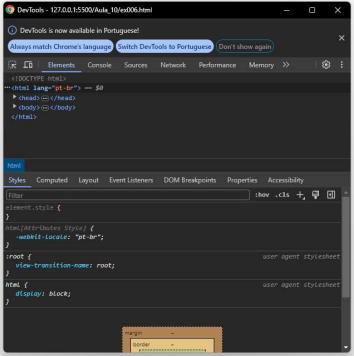 DevTools - 127.0.0.1:5500/Aula_10/ex006.html
DevTools is now available in Portuguese!
Always match Chrome's language Switch DevTools to Portuguese Don't show again
Elements Console Sources Network Performance Memory
<!DOCTYPE html>
<html lang="pt-br"> == $0
<head> </head>
<body> </body>
</html>
html
Styles Computed Layout Event Listeners DOM Breakpoints Properties Accessibility
Filter :hov .cls
element.style {
}
html[Attributes Style] {
-webkit-locale: "pt-br";
}
:root { user agent stylesheet
view-transition-name: root;
}
html { user agent stylesheet
display: block;
}
margin -
border -